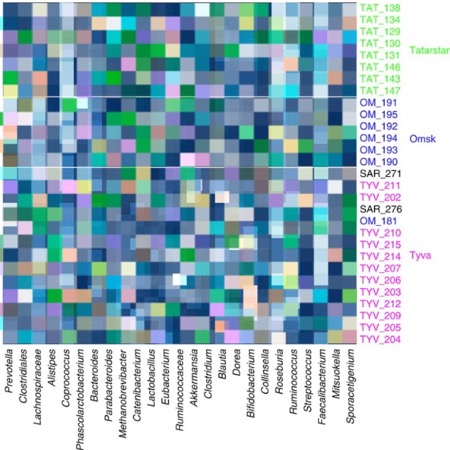 TAT_138
TAT_134
TAT_129
TAT_130
TAT_131
TAT_146
TAT_143
TAT_147
Tatarstar
OM_191
OM_195
OM_192
OM_194
OM_193
OM_190
Omsk
SAR_271
TYV_211
TYV_202
SAR_276
OM_181
TYV_210
TYV_215
TYV_214
TYV_207
TYV_206
TYV_203
TYV_212
TYV_209
TYV_205
TYV_204
Tyva
Prevotella
Clostridiales
Lachnospiraceae
Alistipes
Coprococcus
Phascolarctobacterium
Bacteroides
Parabacteroides
Methanobrevibacter
Catenibacterium
Lactobacillus
Eubacterium
Ruminococcaceae
Akkermansia
Clostridium
Blautia
Dorea
Bifidobacterium
Collinsella
Roseburia
Ruminococcus
Streptococcus
Faecalibacterium
Mitsuokella
Sporacetigenium